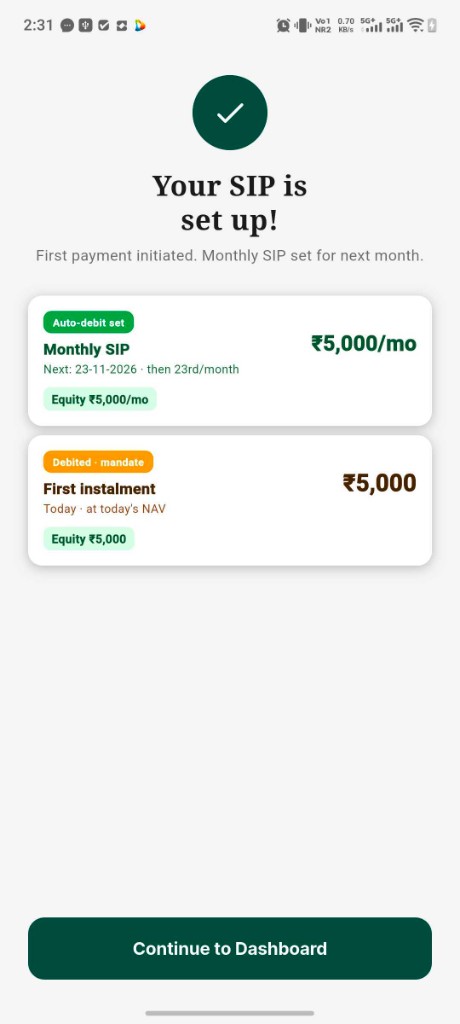 2:31
Vo1 NR2 0.70 KB/s 5G+ 5G+
Your SIP is
set up!
First payment initiated. Monthly SIP set for next month.
Auto-debit set
Monthly SIP
₹5,000/mo
Next: 23-11-2026 · then 23rd/month
Equity ₹5,000/mo
Debited · mandate
First instalment
₹5,000
Today · at today's NAV
Equity ₹5,000
Continue to Dashboard